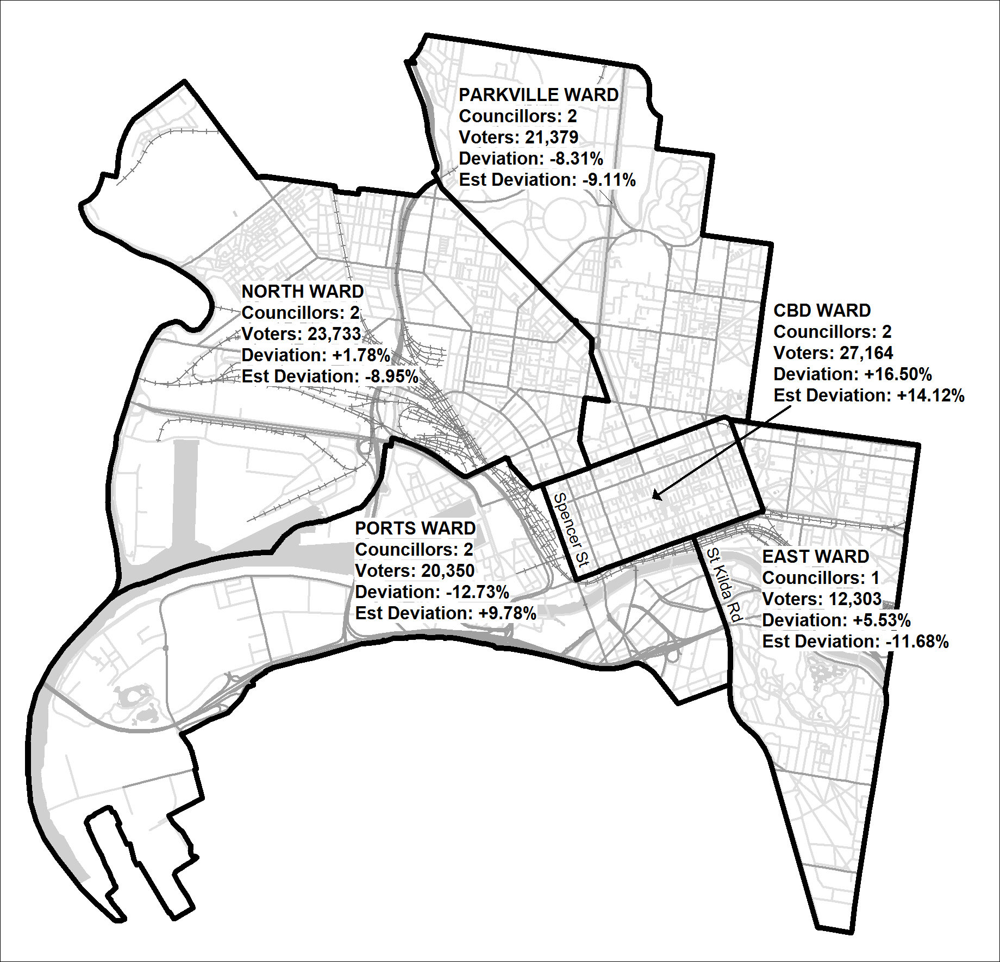 PARKVILLE WARD
Councillors: 2
Voters: 21,379
Deviation: -8.31%
Est Deviation: -9.11%
NORTH WARD
Councillors: 2
Voters: 23,733
Deviation: +1.78%
Est Deviation: -8.95%
CBD WARD
Councillors: 2
Voters: 27,164
Deviation: +16.50%
Est Deviation: +14.12%
Spencer St
PORTS WARD
Councillors: 2
Voters: 20,350
Deviation: -12.73%
Est Deviation: +9.78%
St Kilda Rd
EAST WARD
Councillors: 1
Voters: 12,303
Deviation: +5.53%
Est Deviation: -11.68%